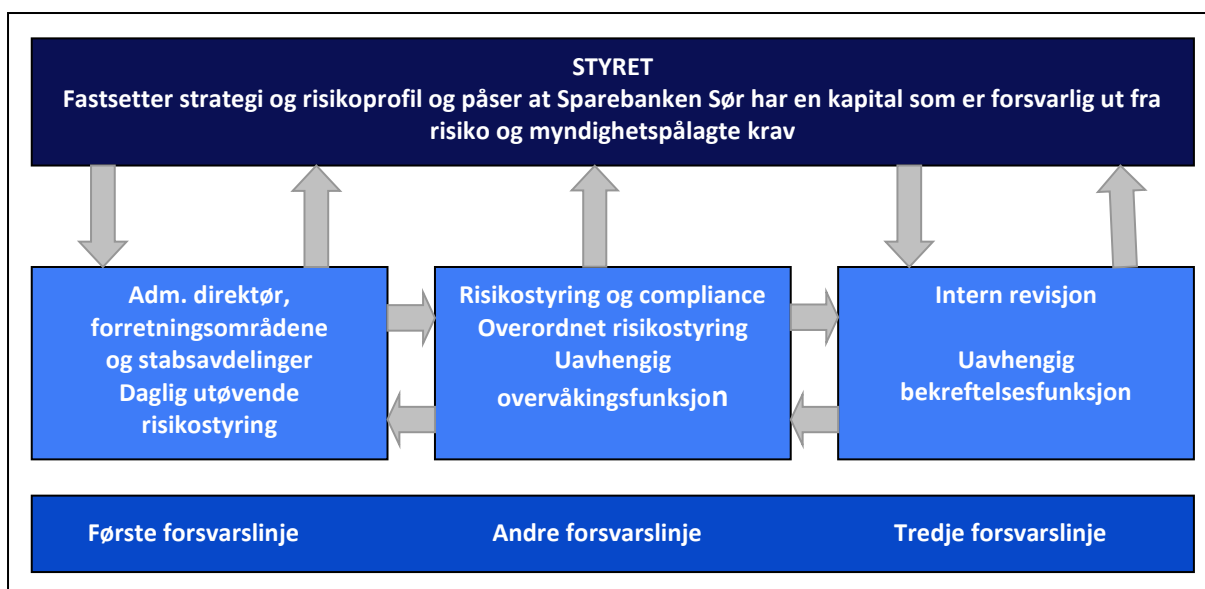 STYRET
Fastsetter strategi og risikoprofil og påser at Sparebanken Sør har en kapital som er forsvarlig ut fra
risiko og myndighetspålagte krav
Adm. direktør,
forretningsområdene
og stabsavdelinger
Daglig utøvende
risikostyring
Risikostyring og compliance
Overordnet risikostyring
Uavhengig
overvåkingsfunksjon
Intern revisjon
Uavhengig
bekreftelsesfunksjon
Første forsvarslinje
Andre forsvarslinje
Tredje forsvarslinje